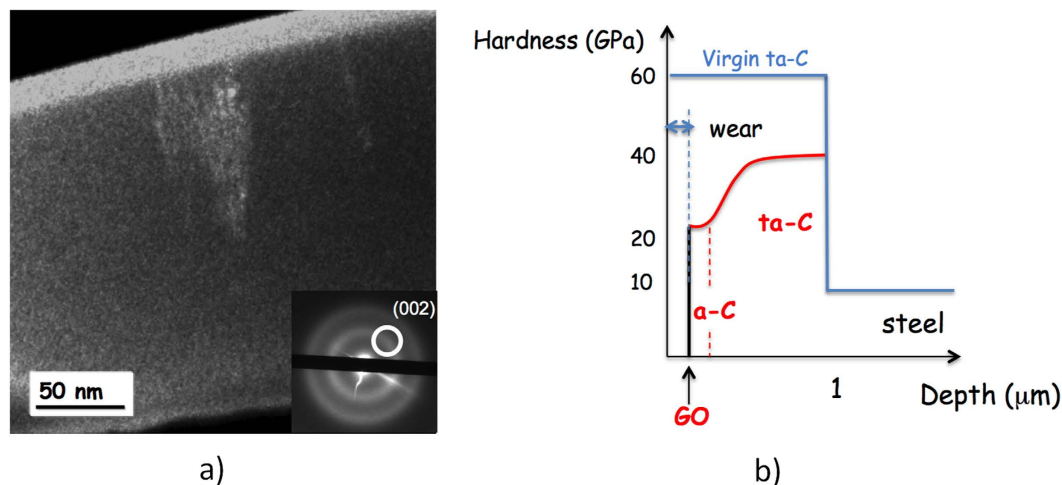 (002)
50 nm
a)
Hardness (GPa)
Virgin ta-C
60
wear
40
ta-C
20
10
a-C
steel
1
Depth (μm)
GO
b)